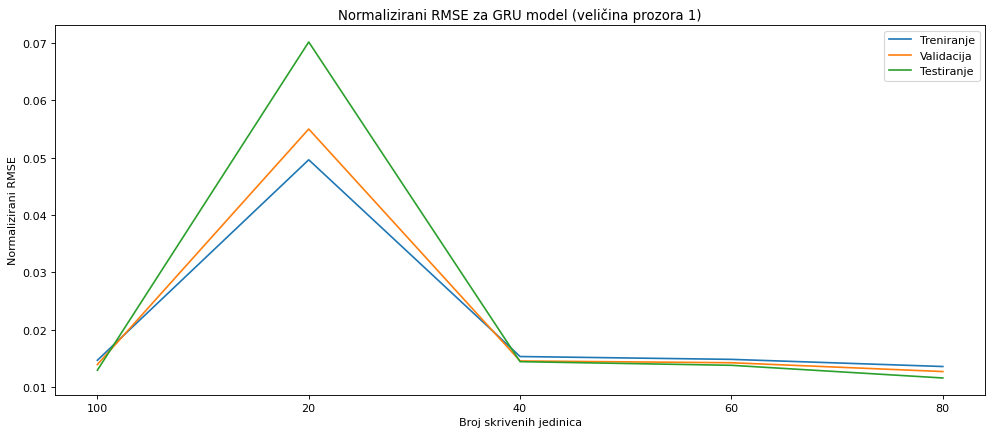 Normalizirani RMSE za GRU model (veličina prozora 1)
Treniranje
Validacija
Testiranje
Normalizirani RMSE
0.07
0.06
0.05
0.04
0.03
0.02
0.01
100 20 40 60 80
Broj skrivenih jedinica